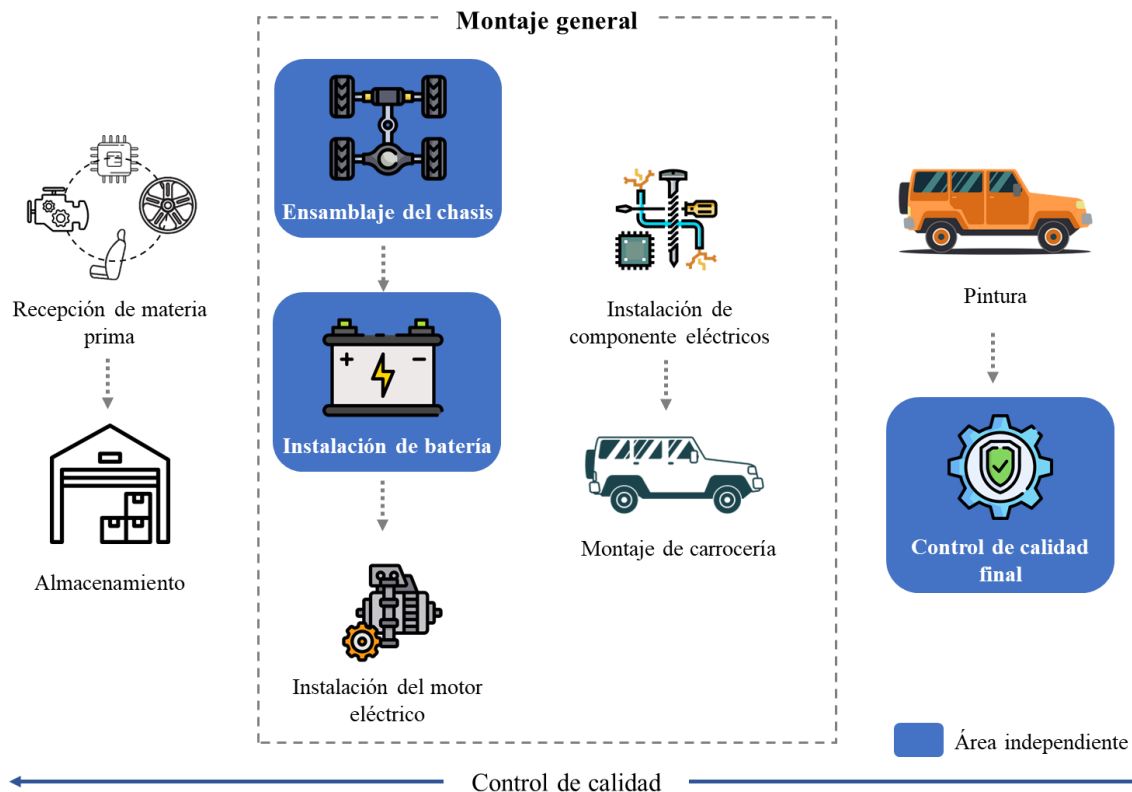 Montaje general
Recepción de materia
prima
Almacenamiento
Ensamblaje del chasis
Instalación de batería
Instalación del motor
eléctrico
Instalación de
componente eléctricos
Montaje de carrocería
Pintura
Control de calidad
final
Área independiente
Control de calidad